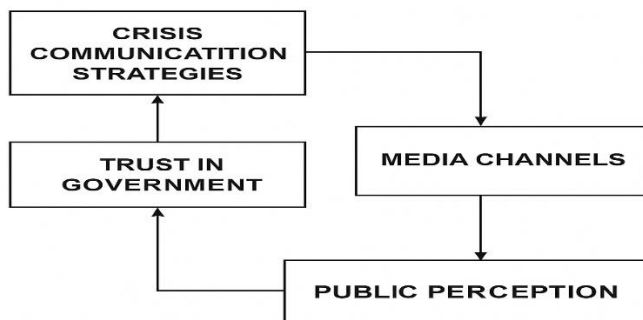 CRISIS
COMMUNICATITION
STRATEGIES
TRUST IN
GOVERNMENT
MEDIA CHANNELS
PUBLIC PERCEPTION